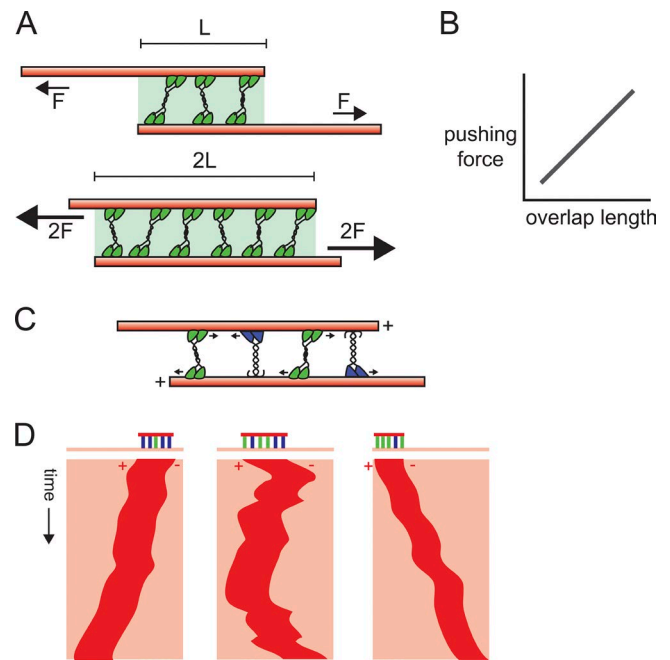 A
L
F
F
2L
2F
2F
B
pushing
force
overlap length
C
+
+
D
time
+ -
+ -
+ -